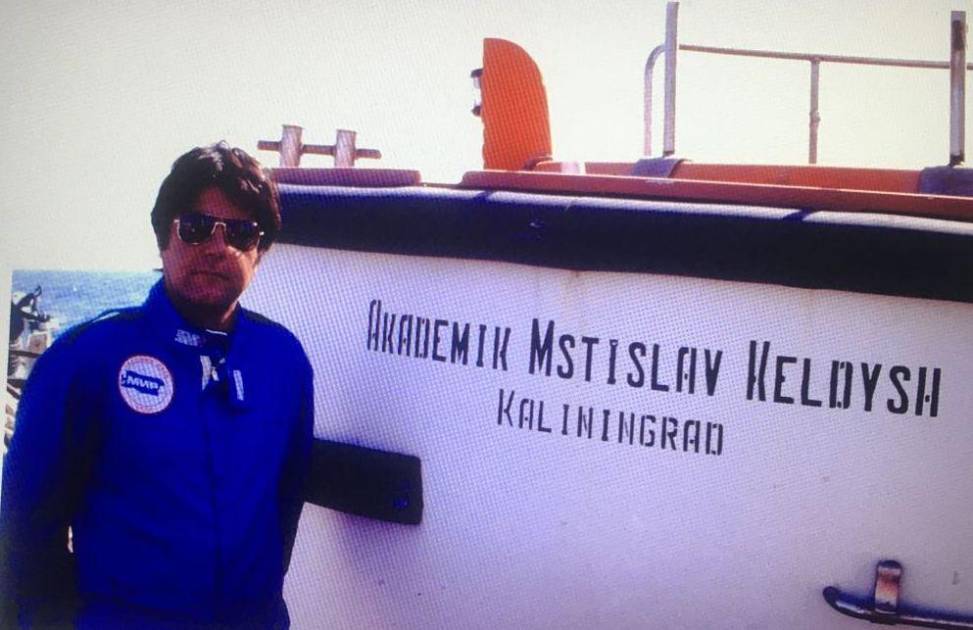 Akademik Mstislav Keldysh
Kaliningrad
МИР